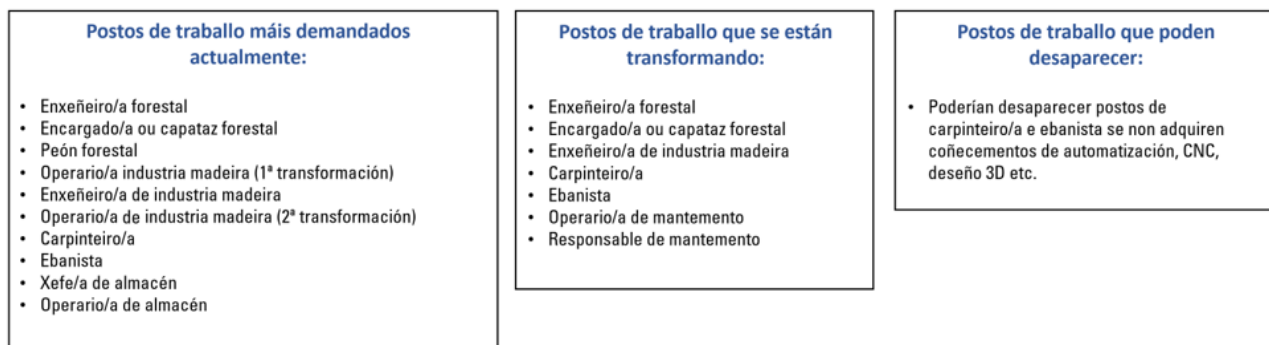 Postos de traballo máis demandados
actualmente:
• Enxeñeiro/a forestal
• Encargado/a ou capataz forestal
• Peón forestal
• Operario/a industria madeira (1ª transformación)
• Enxeñeiro/a de industria madeira
• Operario/a de industria madeira (2ª transformación)
• Carpinteiro/a
• Ebanista
• Xefe/a de almacén
• Operario/a de almacén
Postos de traballo que se están
transformando:
• Enxeñeiro/a forestal
• Encargado/a ou capataz forestal
• Enxeñeiro/a de industria madeira
• Carpinteiro/a
• Ebanista
• Operario/a de mantemento
• Responsable de mantemento
Postos de traballo que poden
desaparecer:
• Poderían desaparecer postos de
carpinteiro/a e ebanista se non adquiren
coñecementos de automatización, CNC,
deseño 3D etc.